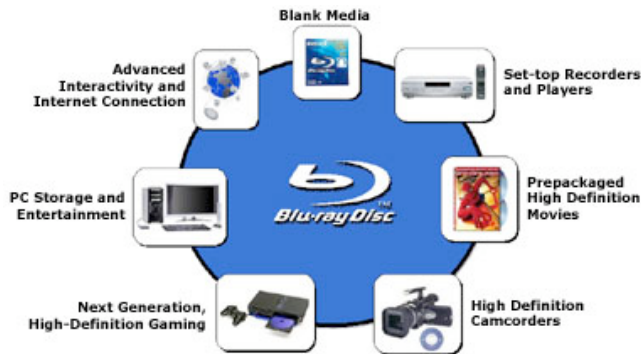 Blank Media
Advanced
Interactivity and
Internet Connection
Set-top Recorders
and Players
PC Storage and
Entertainment
Blu-ray Disc
TM
Prepackaged
High Definition
Movies
Next Generation,
High-Definition Gaming
High Definition
Camcorders